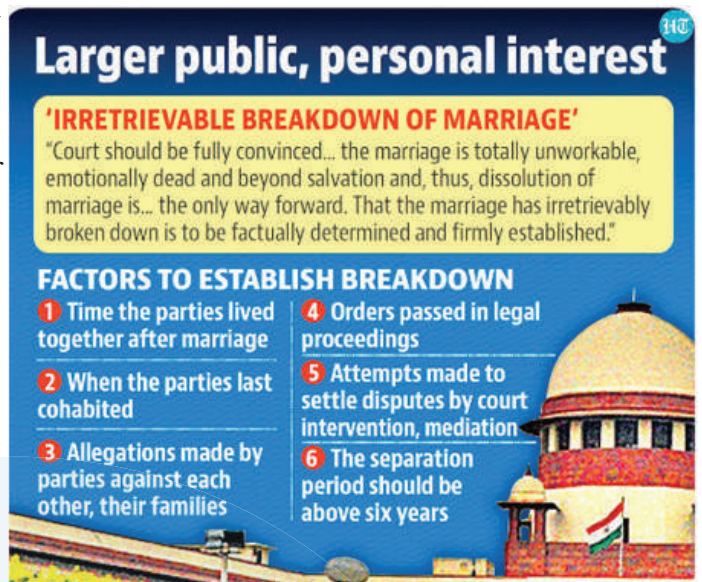 HT
Larger public, personal interest
‘IRRETRIEVABLE BREAKDOWN OF MARRIAGE’
“Court should be fully convinced... the marriage is totally unworkable,
emotionally dead and beyond salvation and, thus, dissolution of
marriage is... the only way forward. That the marriage has irretrievably
broken down is to be factually determined and firmly established.”
FACTORS TO ESTABLISH BREAKDOWN
1 Time the parties lived
together after marriage
2 When the parties last
cohabited
3 Allegations made by
parties against each
other, their families
4 Orders passed in legal
proceedings
5 Attempts made to
settle disputes by court
intervention, mediation
6 The separation
period should be
above six years